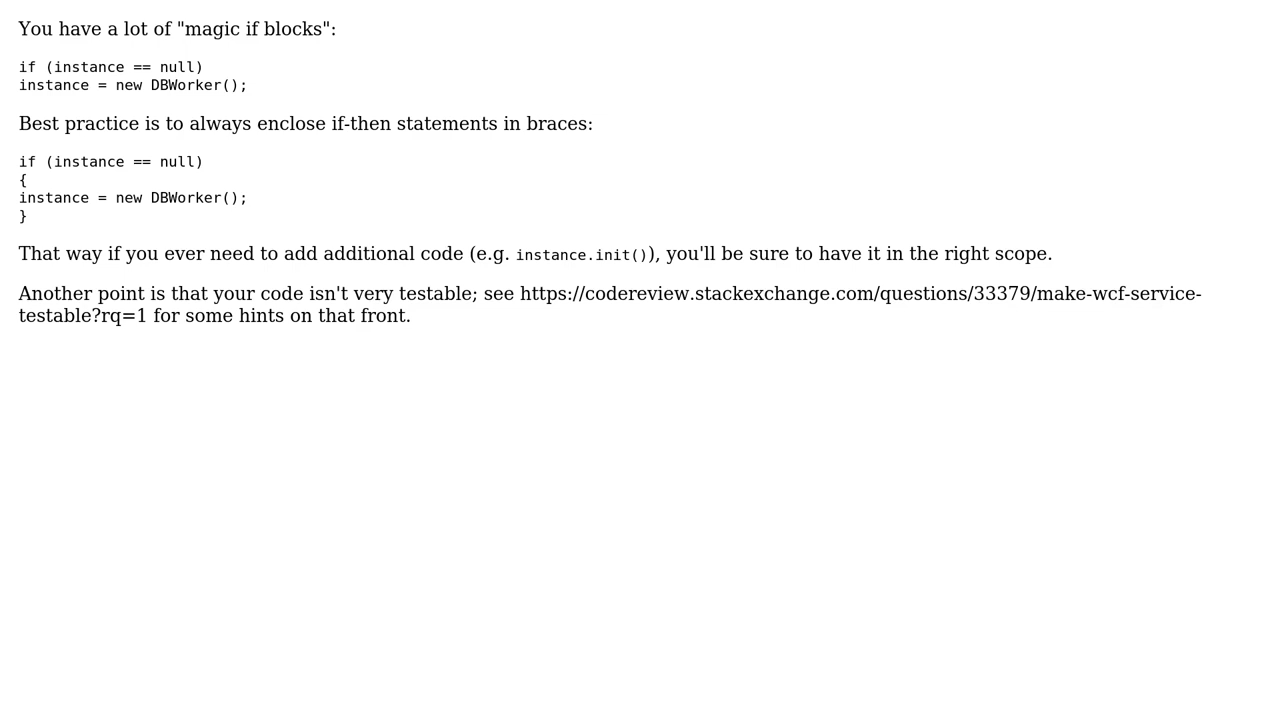 You have a lot of "magic if blocks":
if (instance == null)
instance = new DBWorker();
Best practice is to always enclose if-then statements in braces:
if (instance == null)
{
instance = new DBWorker();
}
That way if you ever need to add additional code (e.g. instance.init()), you'll be sure to have it in the right scope.
Another point is that your code isn't very testable; see https://codereview.stackexchange.com/questions/33379/make-wcf-service-
testable?rq=1 for some hints on that front.